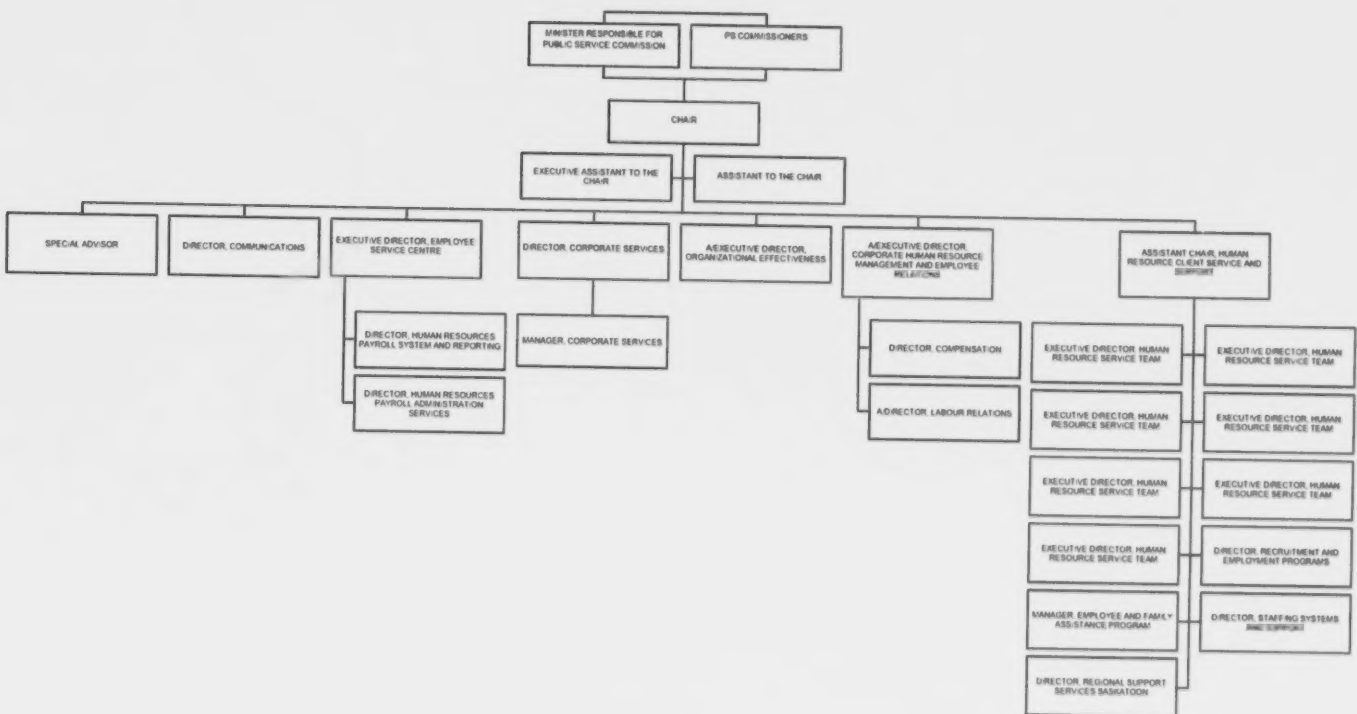 MINISTER RESPONSIBLE FOR
PUBLIC SERVICE COMMISSION
PS COMMISSIONERS
CHAIR
EXECUTIVE ASSISTANT TO THE
CHAIR
ASSISTANT TO THE CHAIR
SPECIAL ADVISOR
DIRECTOR, COMMUNICATIONS
EXECUTIVE DIRECTOR, EMPLOYEE
SERVICE CENTRE
DIRECTOR, CORPORATE SERVICES
A/EXECUTIVE DIRECTOR,
ORGANIZATIONAL EFFECTIVENESS
A/EXECUTIVE DIRECTOR,
CORPORATE HUMAN RESOURCE
MANAGEMENT AND EMPLOYEE
RELATIONS
ASSISTANT CHAIR, HUMAN
RESOURCE CLIENT SERVICE AND
SUPPORT
DIRECTOR, HUMAN RESOURCES
PAYROLL SYSTEM AND REPORTING
DIRECTOR, HUMAN RESOURCES
PAYROLL ADMINISTRATION
SERVICES
MANAGER, CORPORATE SERVICES
DIRECTOR, COMPENSATION
A/DIRECTOR, LABOUR RELATIONS
EXECUTIVE DIRECTOR, HUMAN
RESOURCE SERVICE TEAM
EXECUTIVE DIRECTOR, HUMAN
RESOURCE SERVICE TEAM
EXECUTIVE DIRECTOR, HUMAN
RESOURCE SERVICE TEAM
EXECUTIVE DIRECTOR, HUMAN
RESOURCE SERVICE TEAM
EXECUTIVE DIRECTOR, HUMAN
RESOURCE SERVICE TEAM
EXECUTIVE DIRECTOR, HUMAN
RESOURCE SERVICE TEAM
EXECUTIVE DIRECTOR, HUMAN
RESOURCE SERVICE TEAM
DIRECTOR, RECRUITMENT AND
EMPLOYMENT PROGRAMS
MANAGER, EMPLOYEE AND FAMILY
ASSISTANCE PROGRAM
DIRECTOR, STAFFING SYSTEMS
AND SUPPORT
DIRECTOR, REGIONAL SUPPORT
SERVICES SASKATOON